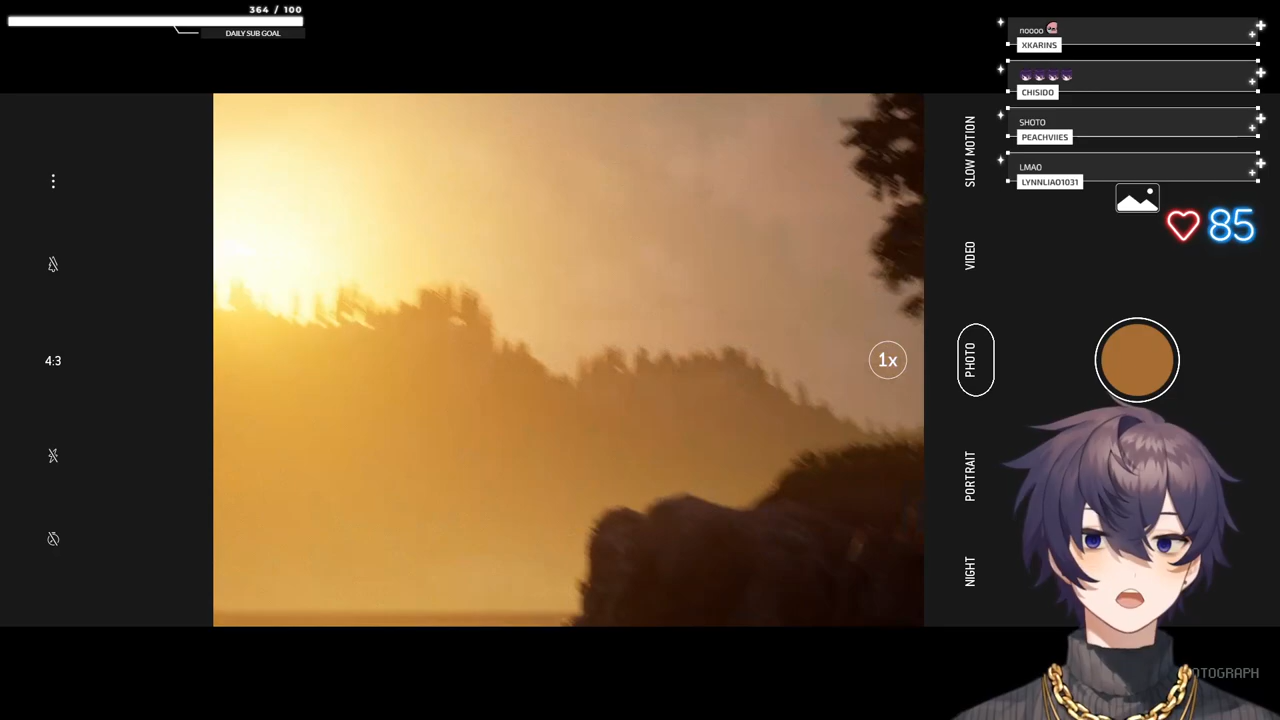 364 / 100
DAILY SUB GOAL
noooo
XKARINS
CHISIDO
SHOTO
PEACHVIIES
LMAO
LYNNLIAO1031
85
SLOW MOTION
VIDEO
4:3
1x
PHOTO
PORTRAIT
NIGHT
OTOGRAPH